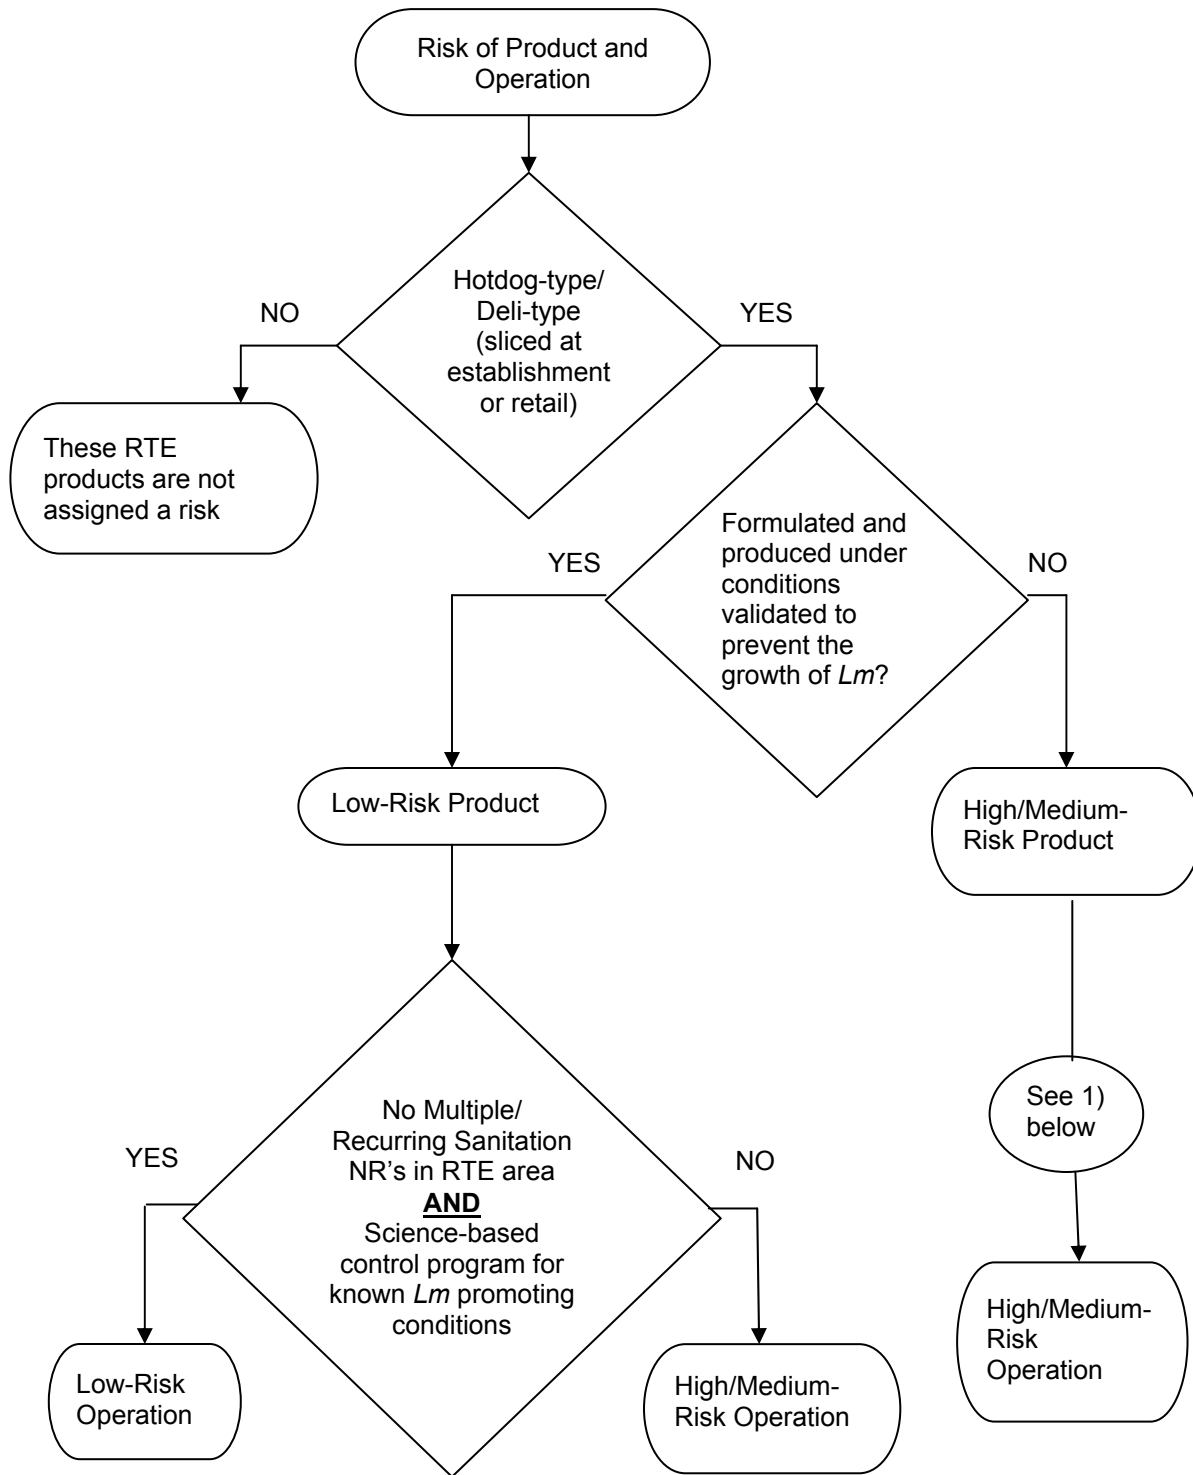 Risk of Product and
Operation
Hotdog-type/
Deli-type
(sliced at
establishment
or retail)
NO
YES
These RTE
products are not
assigned a risk
Formulated and
produced under
conditions
validated to
prevent the
growth of Lm?
YES
NO
Low-Risk Product
High/Medium-
Risk Product
See 1)
below
No Multiple/
Recurring Sanitation
NR's in RTE area
AND
Science-based
control program for
known Lm promoting
conditions
YES
NO
Low-Risk
Operation
High/Medium-
Risk Operation
High/Medium-
Risk
Operation